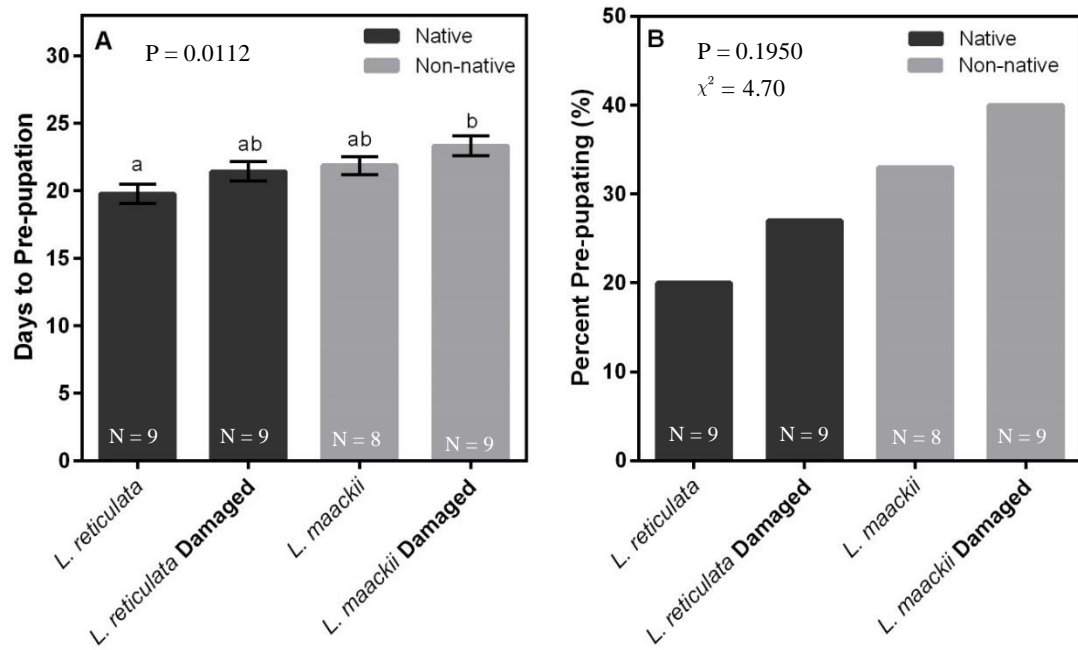 A
P = 0.0112
Native
Non-native
Days to Pre-pupation
30
25
20
15
10
5
0
a
ab
ab
b
N = 9
N = 9
N = 8
N = 9
L. reticulata
L. reticulata Damaged
L. maackii
L. maackii Damaged
B
P = 0.1950
χ² = 4.70
Native
Non-native
Percent Pre-pupating (%)
50
40
30
20
10
0
N = 9
N = 9
N = 8
N = 9
L. reticulata
L. reticulata Damaged
L. maackii
L. maackii Damaged